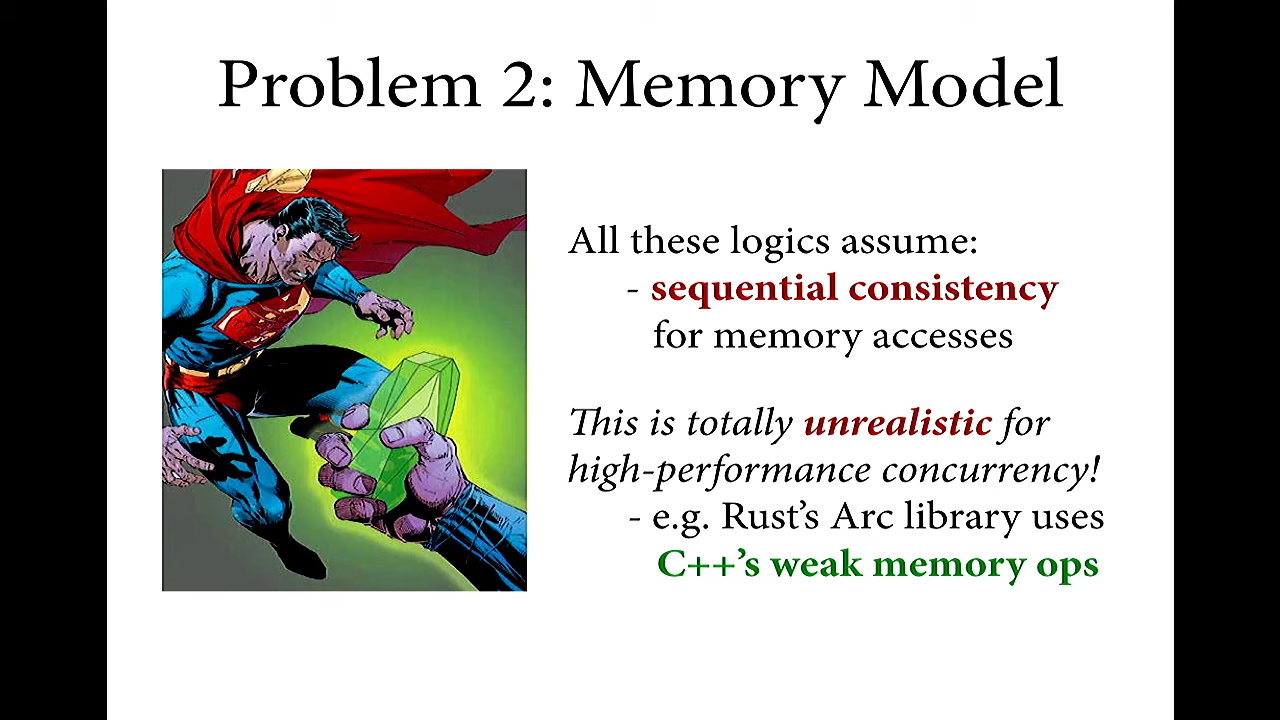 Problem 2: Memory Model
All these logics assume:
- sequential consistency
for memory accesses
This is totally unrealistic for
high-performance concurrency!
- e.g. Rust’s Arc library uses
C++’s weak memory ops